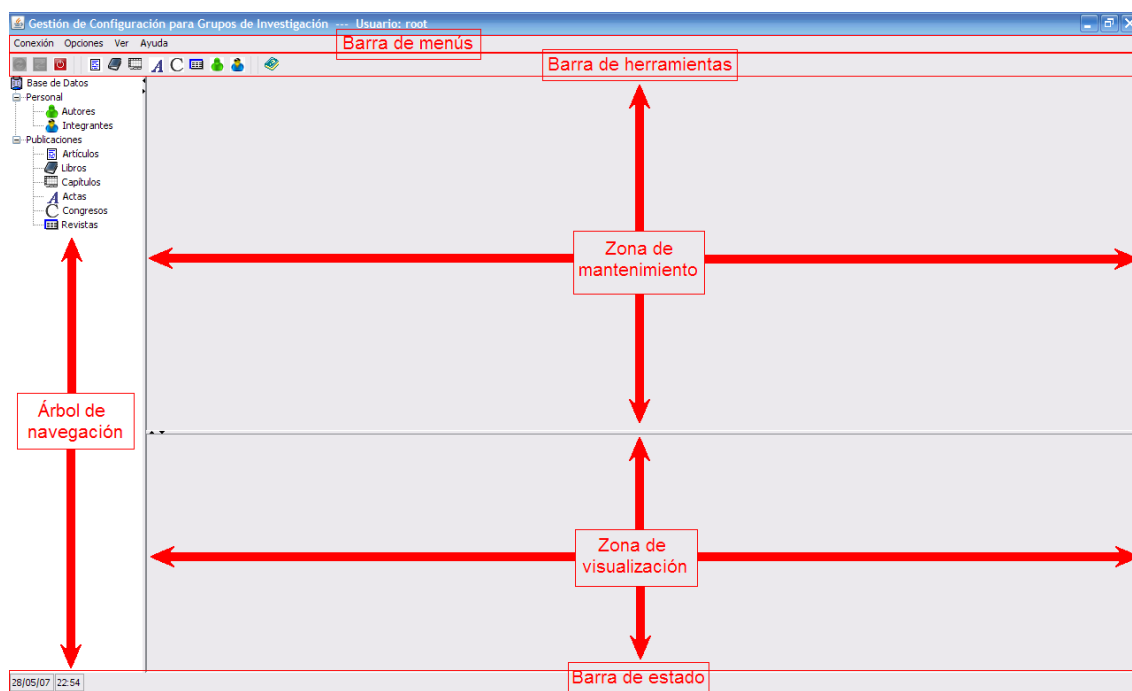 Gestión de Configuración para Grupos de Investigación --- Usuario: root
Conexión Opciones Ver Ayuda
Barra de menús
A C
Barra de herramientas
Base de Datos
Personal
Autores
Integrantes
Publicaciones
Artículos
Libros
Capítulos
A Actas
C Congresos
Revistas
Zona de
mantenimiento
Árbol de
navegación
Zona de
visualización
Barra de estado
28/05/07 22:54